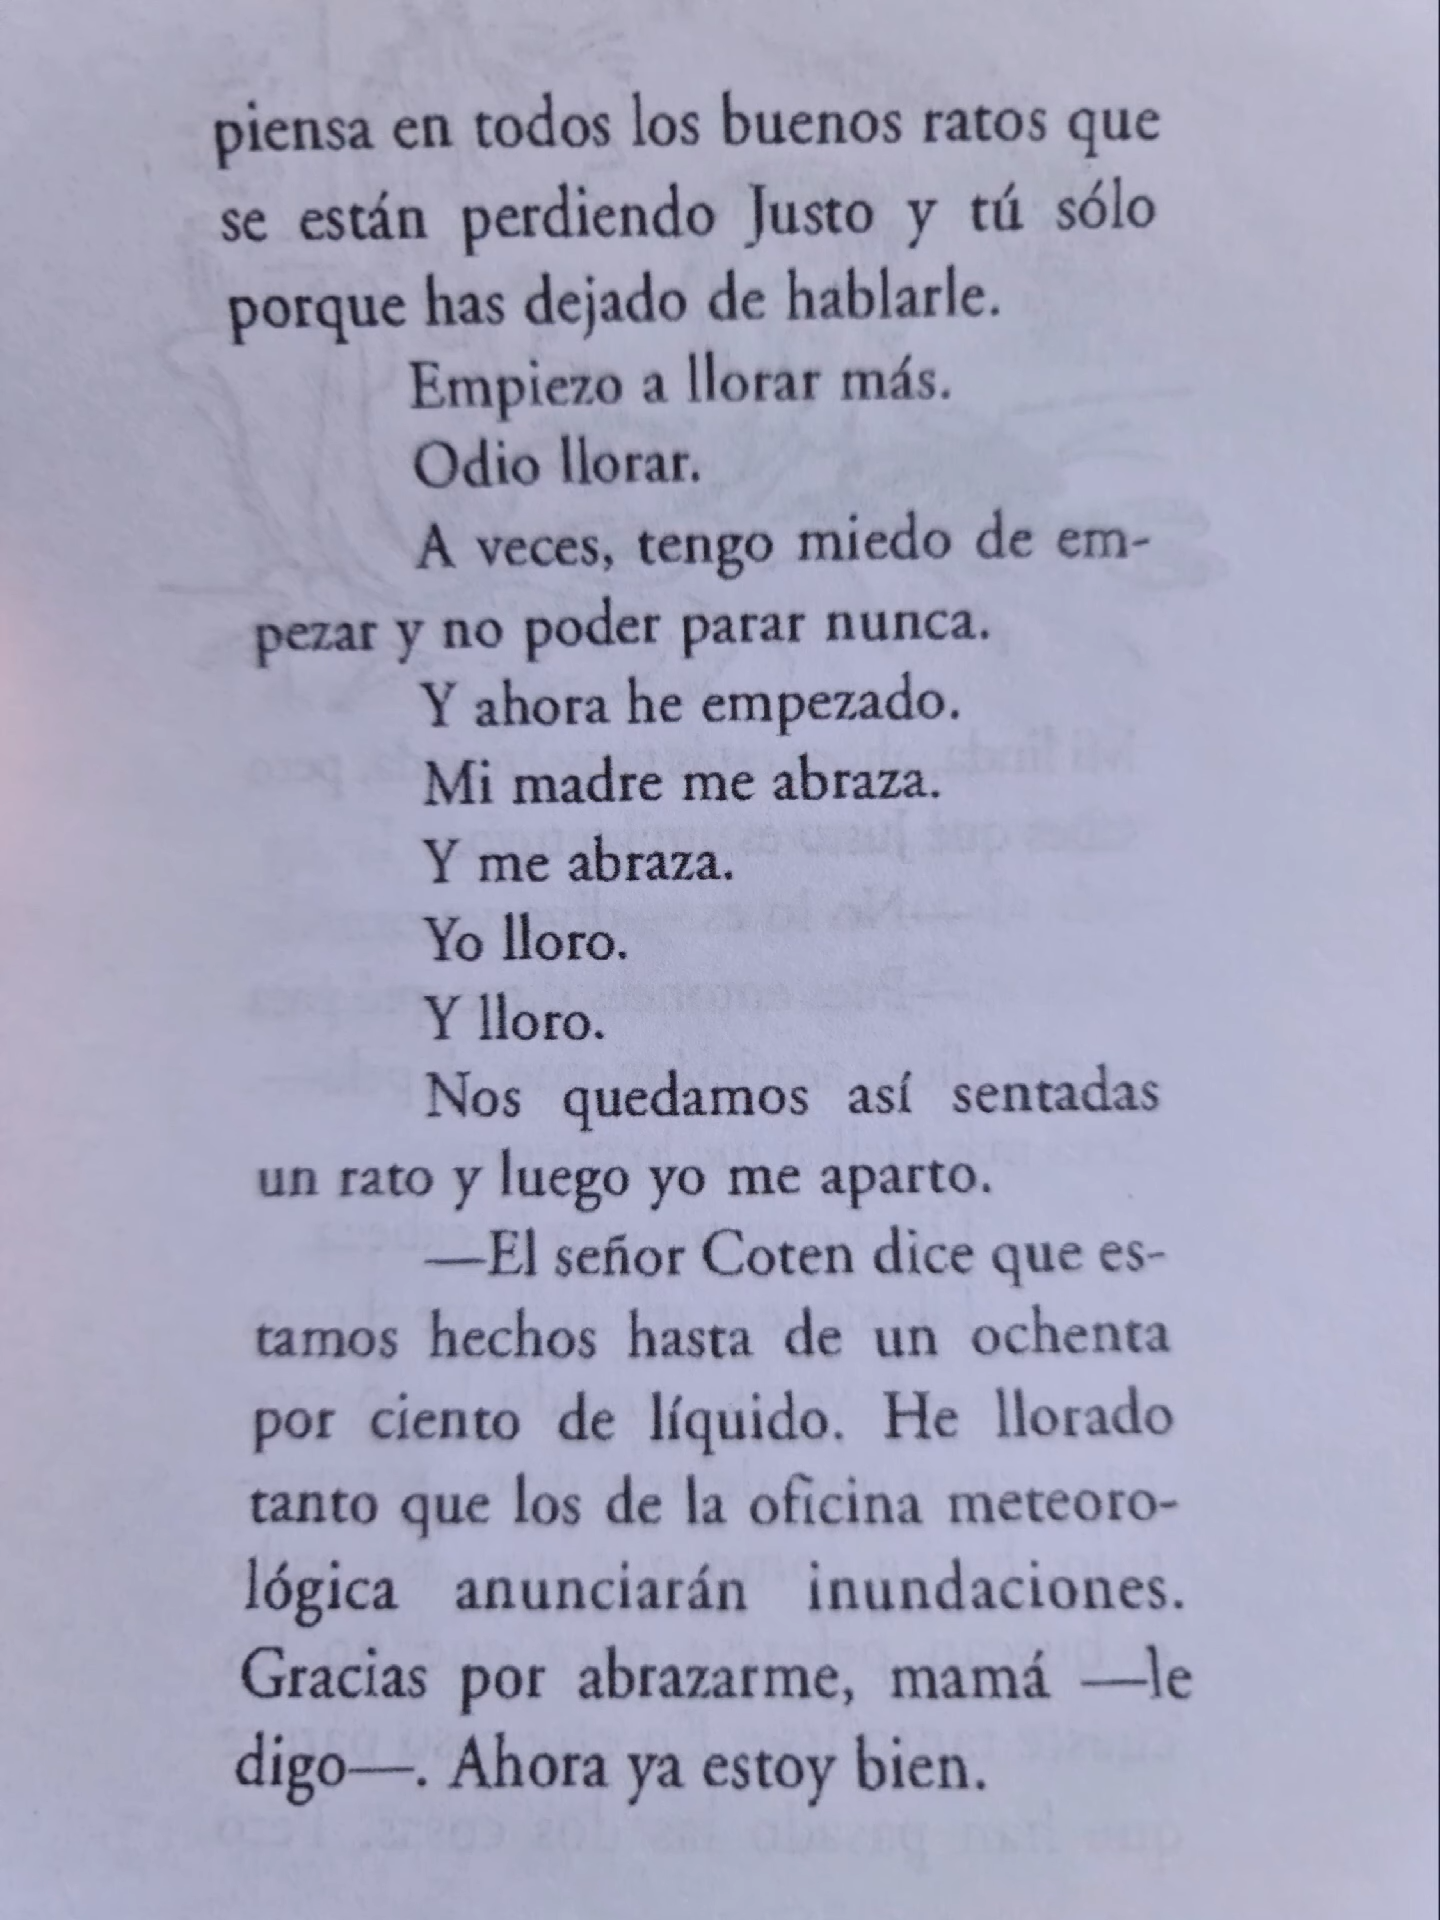 piensa en todos los buenos ratos que
se están perdiendo Justo y tú sólo
porque has dejado de hablarle.
Empiezo a llorar más.
Odio llorar.
A veces, tengo miedo de em-
pezar y no poder parar nunca.
Y ahora he empezado.
Mi madre me abraza.
Y me abraza.
Yo lloro.
Y lloro.
Nos quedamos así sentadas
un rato y luego yo me aparto.
—El señor Coten dice que es-
tamos hechos hasta de un ochenta
por ciento de líquido. He llorado
tanto que los de la oficina meteoro-
lógica anunciarán inundaciones.
Gracias por abrazarme, mamá —le
digo—. Ahora ya estoy bien.